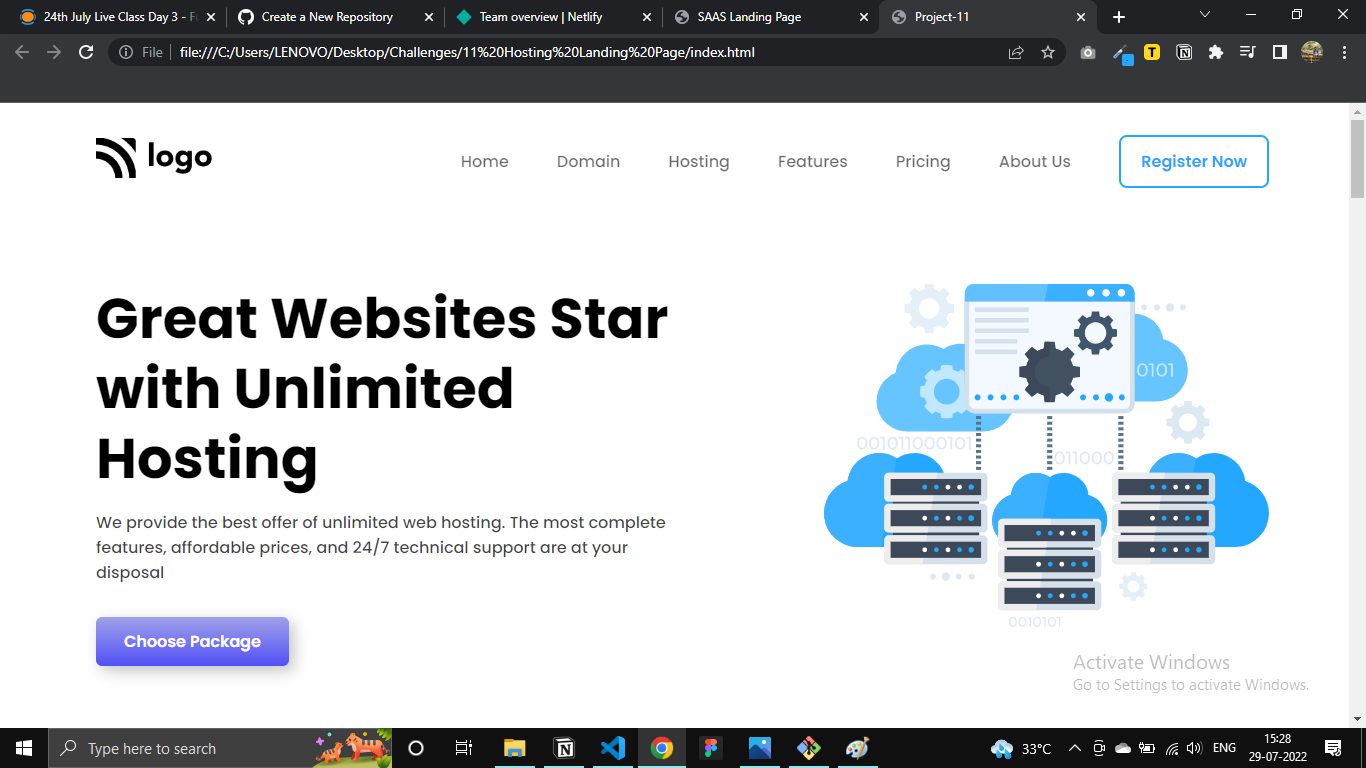 24th July Live Class Day 3 - Fu
Create a New Repository
Team overview | Netlify
SAAS Landing Page
Project-11
File
file:///C:/Users/LENOVO/Desktop/Challenges/11%20Hosting%20Landing%20Page/index.html
logo
Home
Domain
Hosting
Features
Pricing
About Us
Register Now
Great Websites Star
with Unlimited
Hosting
We provide the best offer of unlimited web hosting. The most complete
features, affordable prices, and 24/7 technical support are at your
disposal
Choose Package
0101
001011000101
011000
0010101
Activate Windows
Go to Settings to activate Windows.
Type here to search
33°C
ENG
15:28
29-07-2022